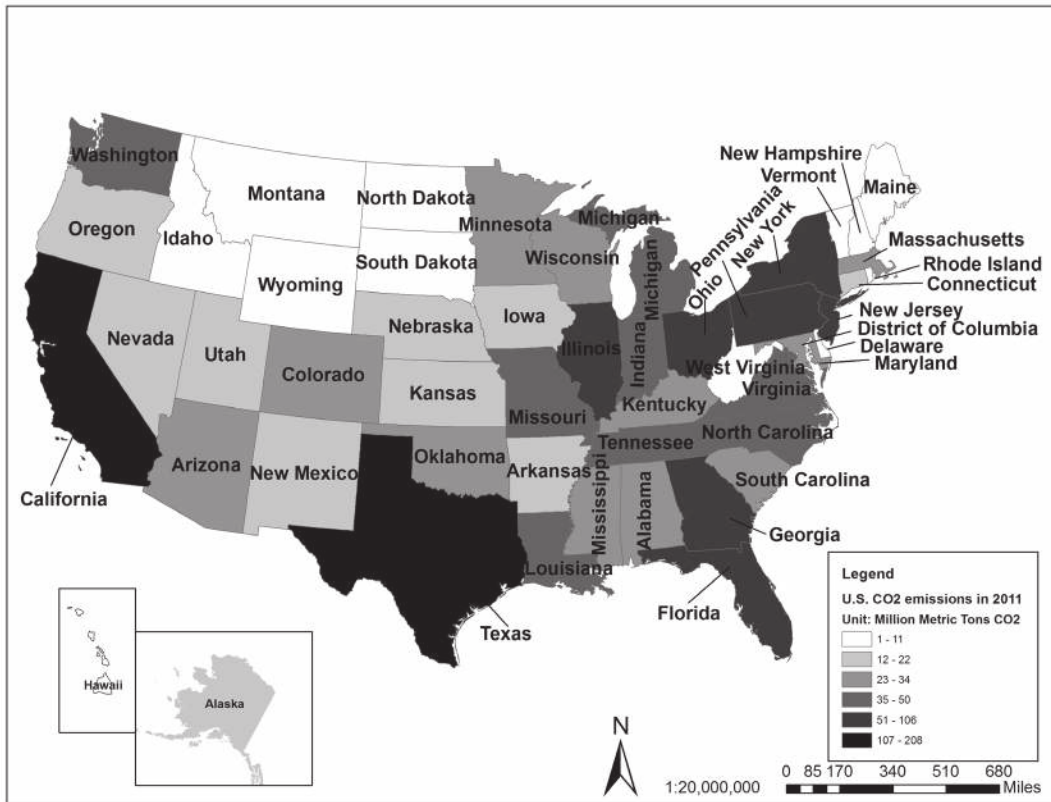 Washington
Montana
North Dakota
Minnesota
Michigan
New Hampshire
Vermont
Maine
Oregon
Idaho
Wyoming
South Dakota
Wisconsin
Michigan
Pennsylvania
New York
Ohio
Massachusetts
Rhode Island
Connecticut
New Jersey
District of Columbia
Delaware
Maryland
Nevada
Utah
Colorado
Nebraska
Iowa
Kansas
Illinois
Indiana
Missouri
Kentucky
West Virginia
Virginia
California
Arizona
New Mexico
Oklahoma
Arkansas
Tennessee
North Carolina
South Carolina
Mississippi
Alabama
Georgia
Louisiana
Texas
Florida
Hawaii
Alaska
Legend
U.S. CO2 emissions in 2011
Unit: Million Metric Tons CO2
1 - 11
12 - 22
23 - 34
35 - 50
51 - 106
107 - 208
N
1:20,000,000
0 85 170 340 510 680
Miles